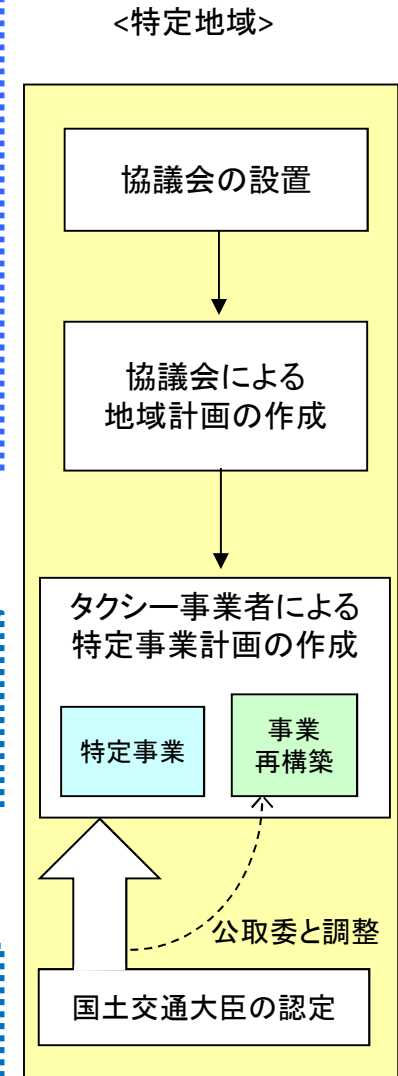 <特定地域>
協議会の設置
協議会による
地域計画の作成
タクシー事業者による
特定事業計画の作成
特定事業
事業
再構築
公取委と調整
国土交通大臣の認定